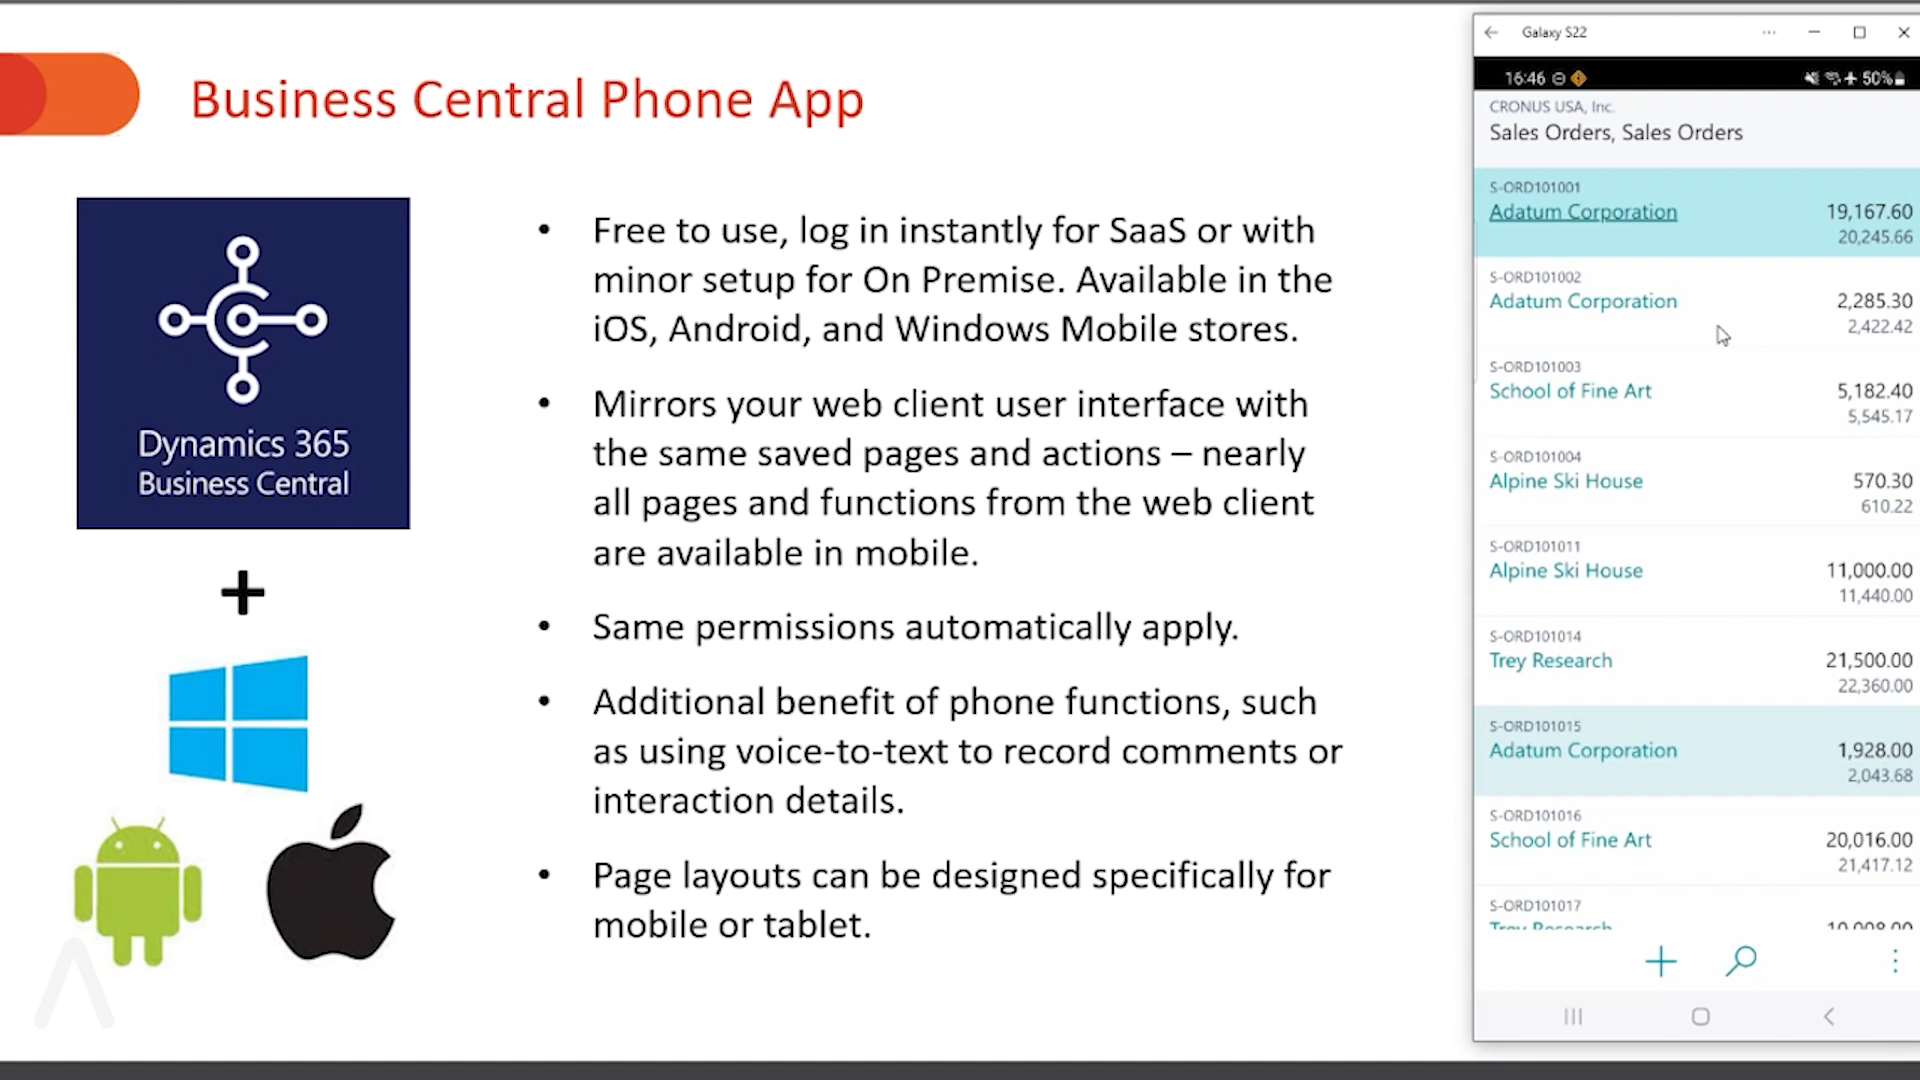 Business Central Phone App
Dynamics 365
Business Central
• Free to use, log in instantly for SaaS or with
minor setup for On Premise. Available in the
iOS, Android, and Windows Mobile stores.
• Mirrors your web client user interface with
the same saved pages and actions – nearly
all pages and functions from the web client
are available in mobile.
• Same permissions automatically apply.
• Additional benefit of phone functions, such
as using voice-to-text to record comments or
interaction details.
• Page layouts can be designed specifically for
mobile or tablet.
Galaxy S22
16:46 50%
CRONUS USA, Inc.
Sales Orders, Sales Orders
S-ORD101001
Adatum Corporation 19,167.60
20,245.66
S-ORD101002
Adatum Corporation 2,285.30
2,422.42
S-ORD101003
School of Fine Art 5,182.40
5,545.17
S-ORD101004
Alpine Ski House 570.30
610.22
S-ORD101011
Alpine Ski House 11,000.00
11,440.00
S-ORD101014
Trey Research 21,500.00
22,360.00
S-ORD101015
Adatum Corporation 1,928.00
2,043.68
S-ORD101016
School of Fine Art 20,016.00
21,417.12
S-ORD101017
Trey Research 10,008.00